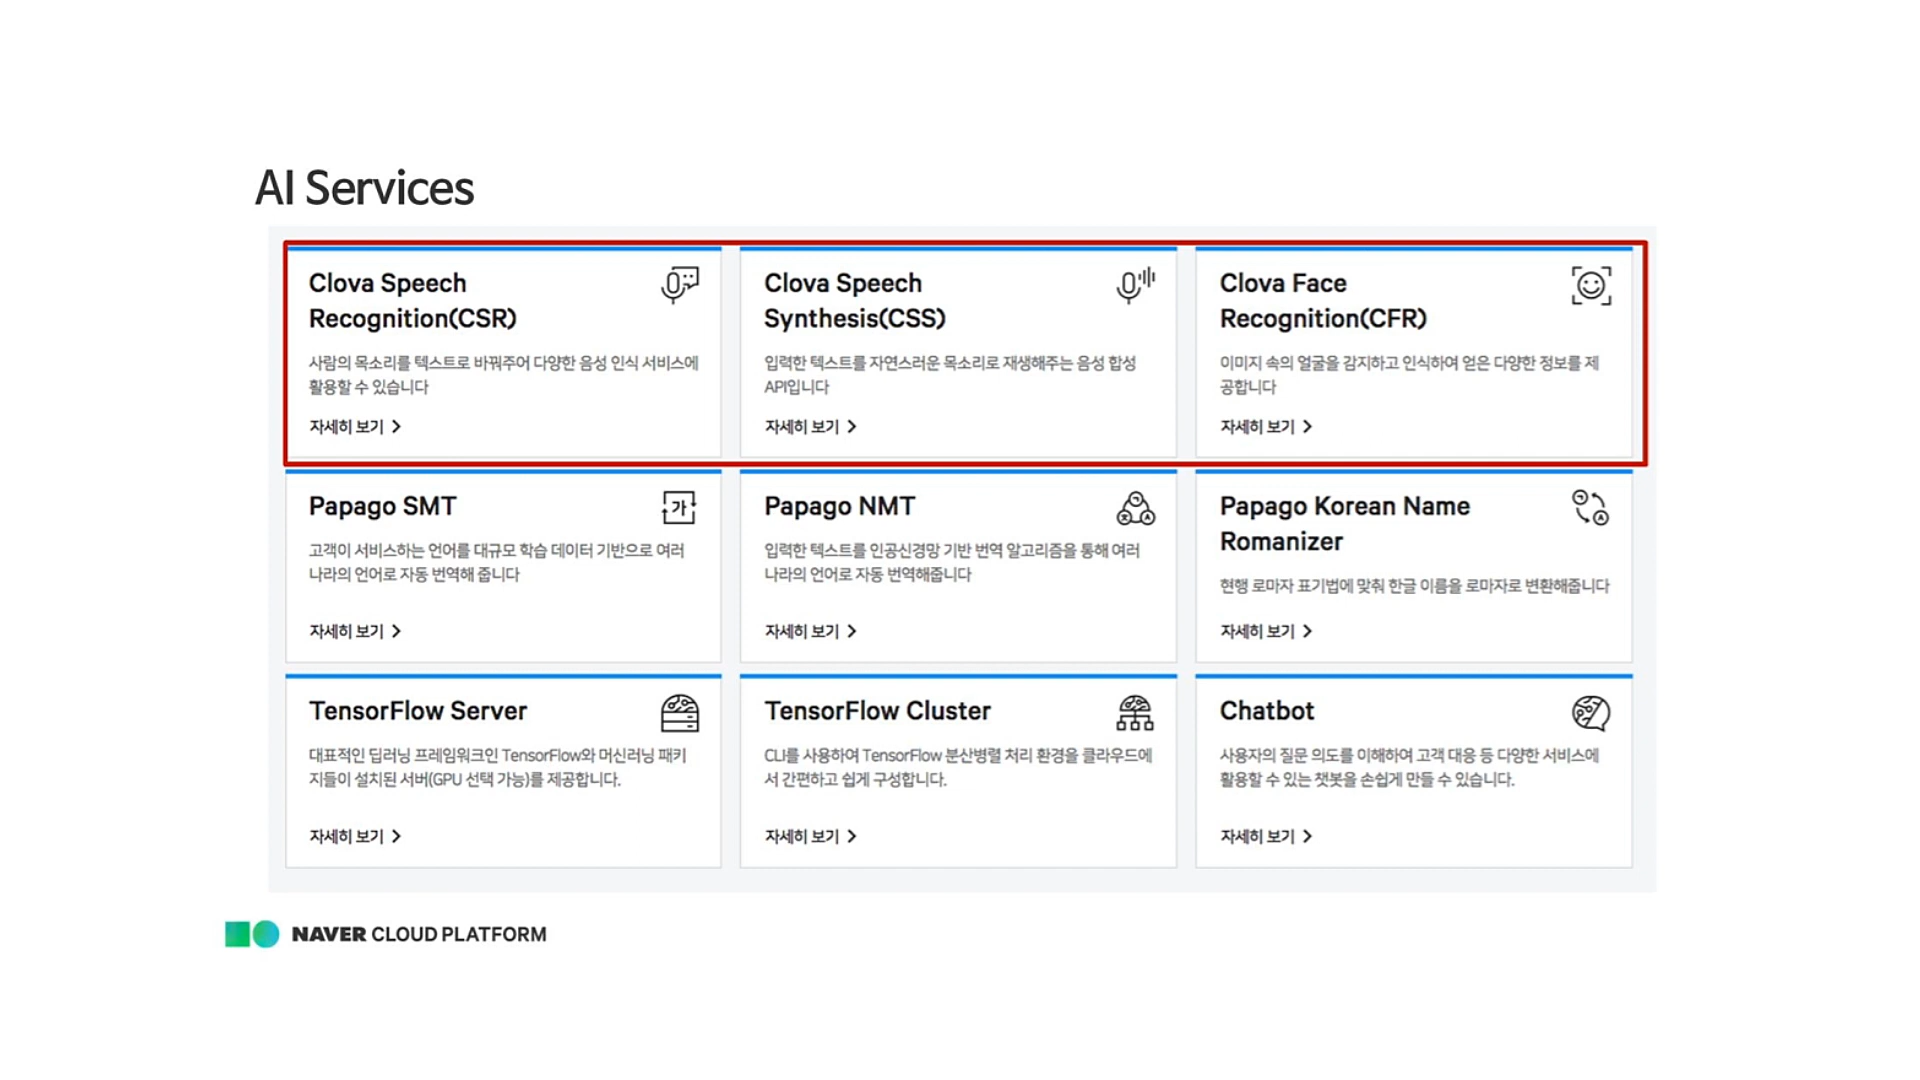 AI Services
Clova Speech
Recognition(CSR)
사람의 목소리를 텍스트로 바꿔주어 다양한 음성 인식 서비스에
활용할 수 있습니다
자세히 보기
Clova Speech
Synthesis(CSS)
입력한 텍스트를 자연스러운 목소리로 재생해주는 음성 합성
API입니다
자세히 보기
Clova Face
Recognition(CFR)
이미지 속의 얼굴을 감지하고 인식하여 얻은 다양한 정보를 제
공합니다
자세히 보기
Papago SMT
고객이 서비스하는 언어를 대규모 학습 데이터 기반으로 여러
나라의 언어로 자동 번역해 줍니다
자세히 보기
Papago NMT
입력한 텍스트를 인공신경망 기반 번역 알고리즘을 통해 여러
나라의 언어로 자동 번역해줍니다
자세히 보기
Papago Korean Name
Romanizer
현행 로마자 표기법에 맞춰 한글 이름을 로마자로 변환해줍니다
자세히 보기
TensorFlow Server
대표적인 딥러닝 프레임워크인 TensorFlow와 머신러닝 패키
지들이 설치된 서버(GPU 선택 가능)를 제공합니다.
자세히 보기
TensorFlow Cluster
CLI를 사용하여 TensorFlow 분산병렬 처리 환경을 클라우드에
서 간편하고 쉽게 구성합니다.
자세히 보기
Chatbot
사용자의 질문 의도를 이해하여 고객 대응 등 다양한 서비스에
활용할 수 있는 챗봇을 손쉽게 만들 수 있습니다.
자세히 보기
NAVER CLOUD PLATFORM